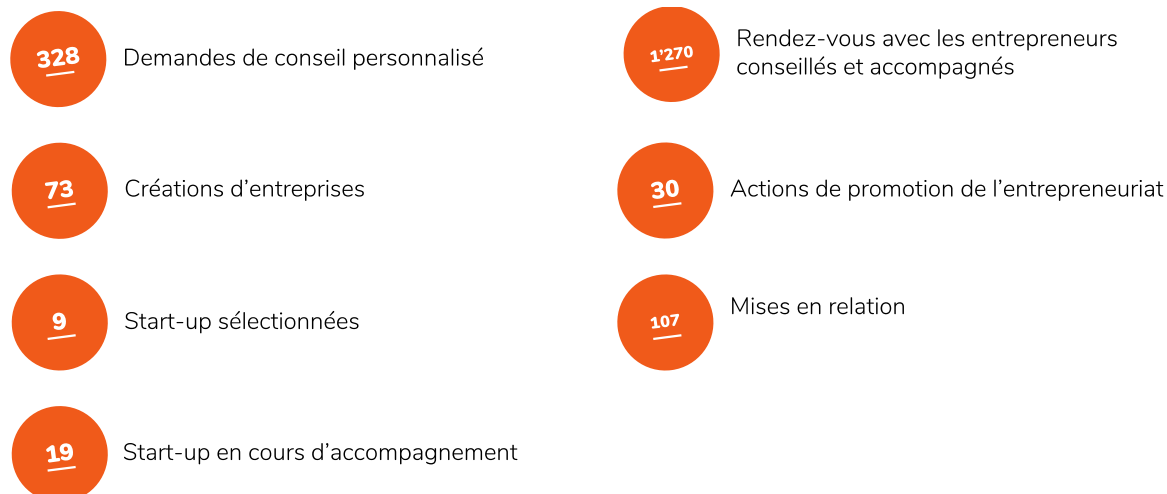 328
Demandes de conseil personnalisé
1’270
Rendez-vous avec les entrepreneurs
conseillés et accompagnés
73
Créations d’entreprises
30
Actions de promotion de l’entrepreneuriat
9
Start-up sélectionnées
107
Mises en relation
19
Start-up en cours d’accompagnement